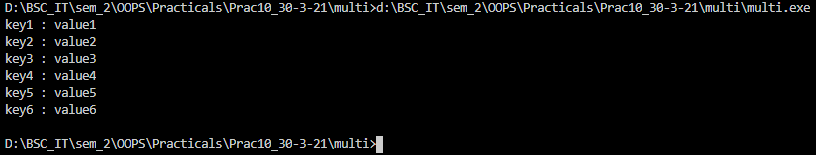 D:\BSC_IT\sem_2\OOPS\Practicals\Prac10_30-3-21\multi>d:\BSC_IT\sem_2\OOPS\Practicals\Prac10_30-3-21\multi\multi.exe
key1 : value1
key2 : value2
key3 : value3
key4 : value4
key5 : value5
key6 : value6
D:\BSC_IT\sem_2\OOPS\Practicals\Prac10_30-3-21\multi>